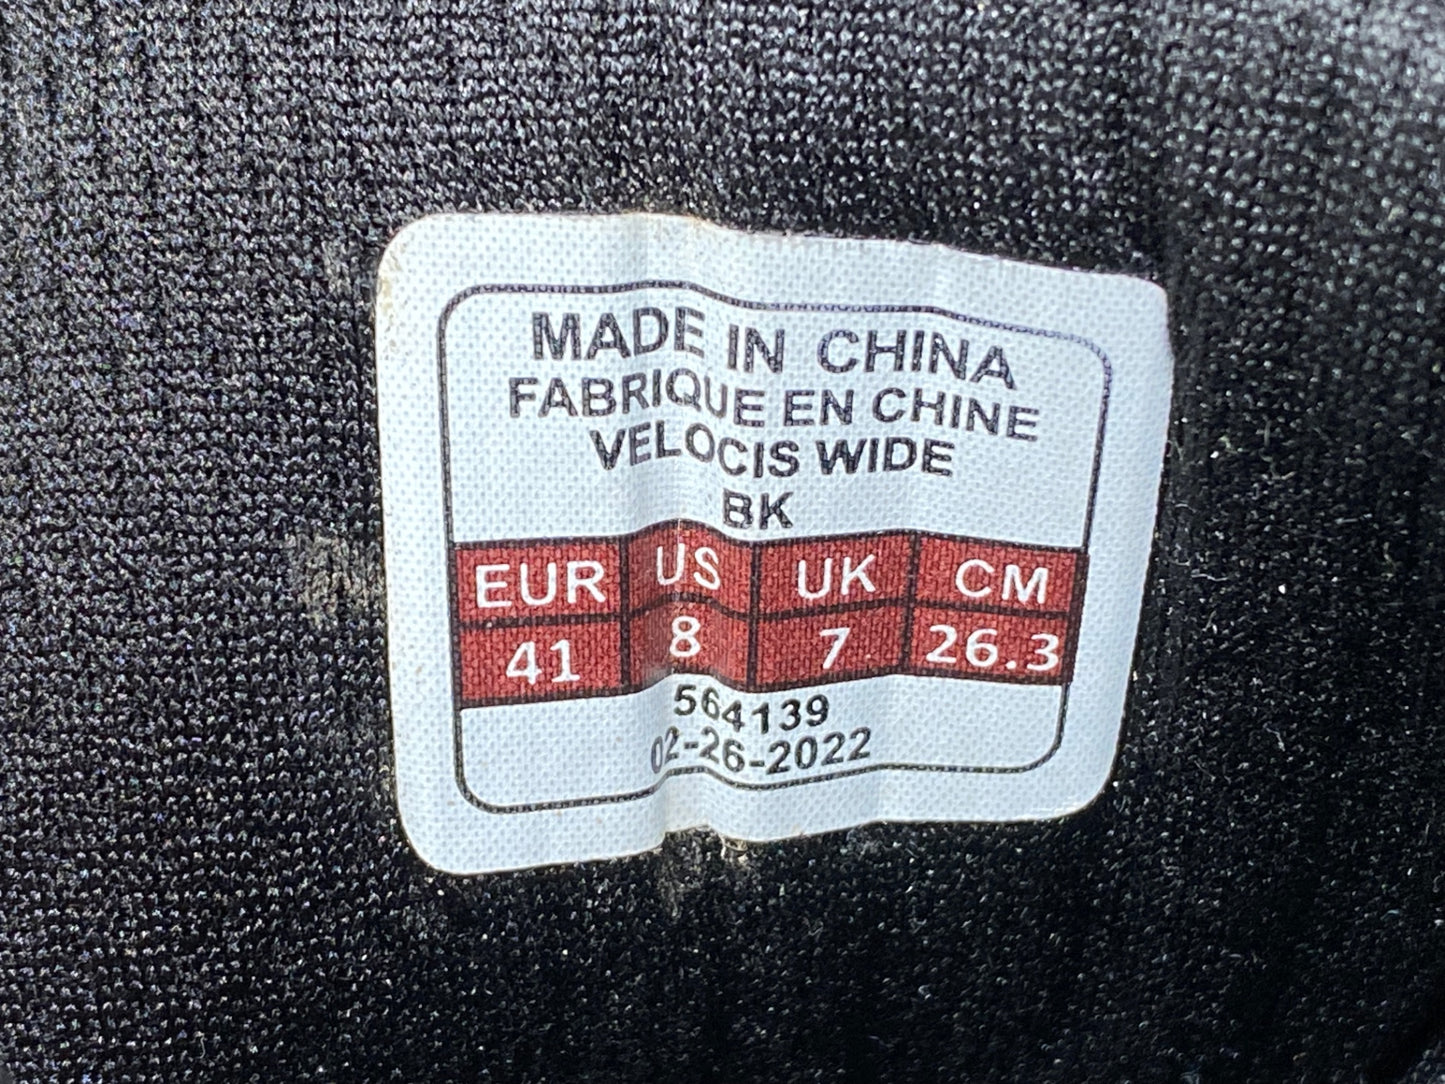 MADE IN CHINA
FABRIQUE EN CHINE
VELOCIS WIDE
BK
EUR US UK CM
41 8 7 26.3
564139
02-26-2022